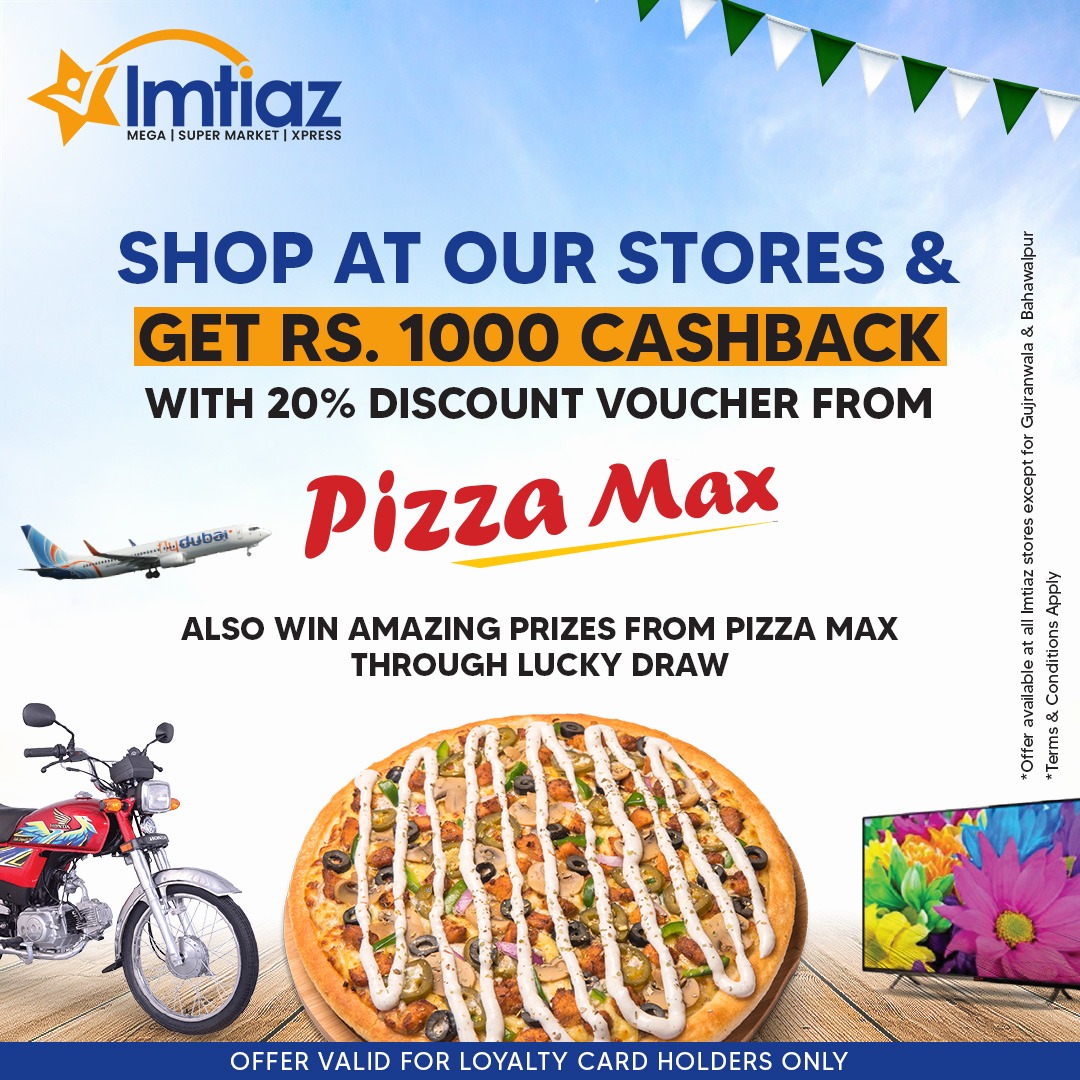 Imtiaz
MEGA | SUPER MARKET | XPRESS
SHOP AT OUR STORES &
GET RS. 1000 CASHBACK
WITH 20% DISCOUNT VOUCHER FROM
Pizza Max
flydubai
ALSO WIN AMAZING PRIZES FROM PIZZA MAX
THROUGH LUCKY DRAW
*Offer available at all Imtiaz stores except for Gujranwala & Bahawalpur
*Terms & Conditions Apply
HONDA
HONDA
OFFER VALID FOR LOYALTY CARD HOLDERS ONLY